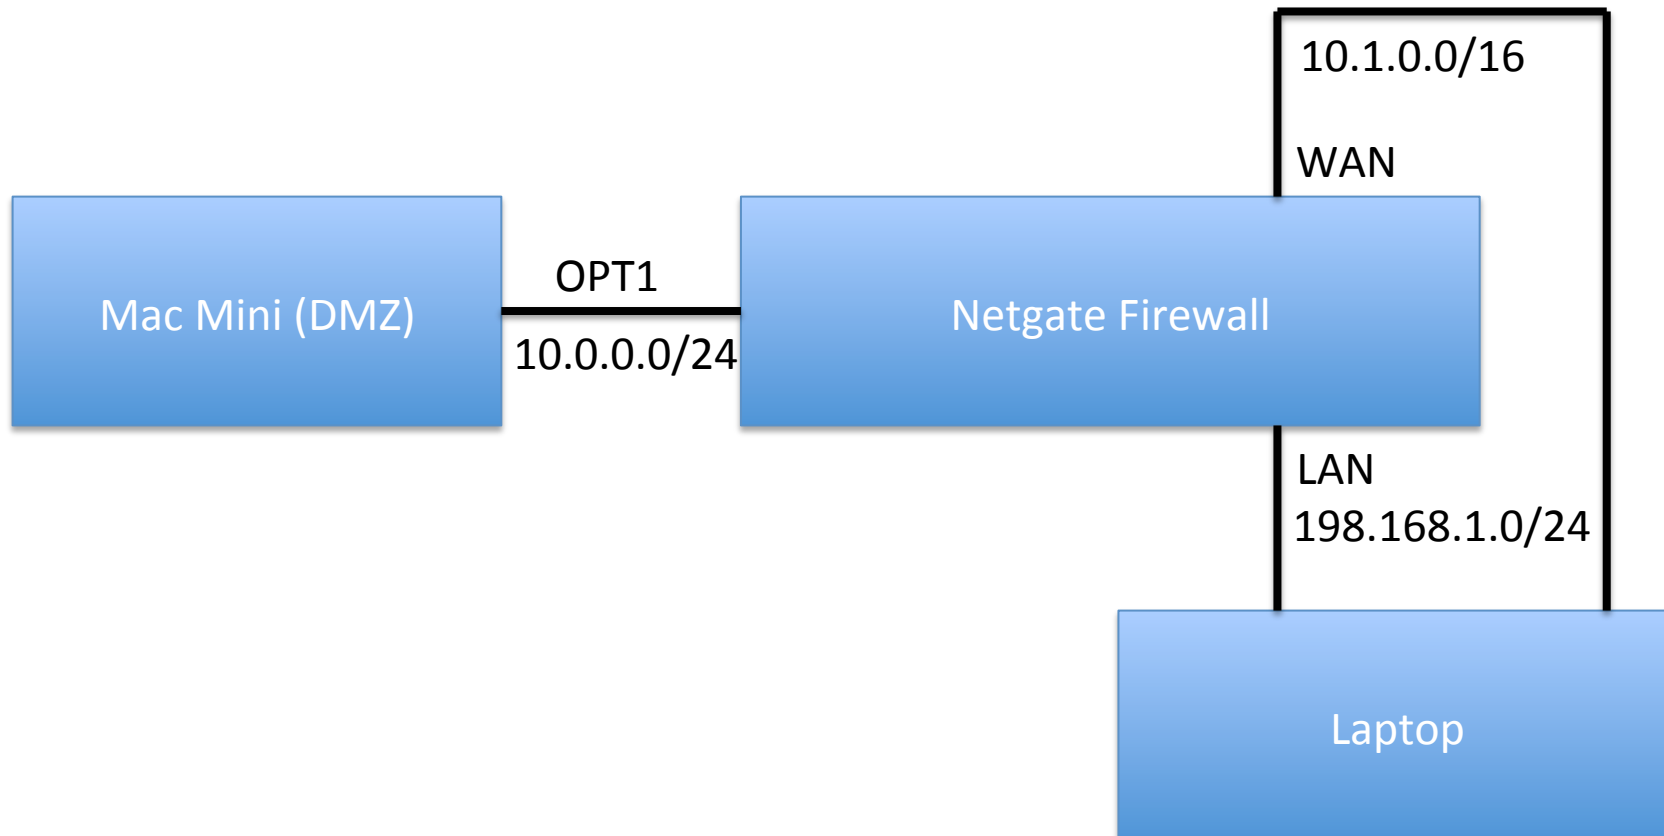 10.1.0.0/16
WAN
Mac Mini (DMZ)
OPT1
10.0.0.0/24
Netgate Firewall
LAN
198.168.1.0/24
Laptop